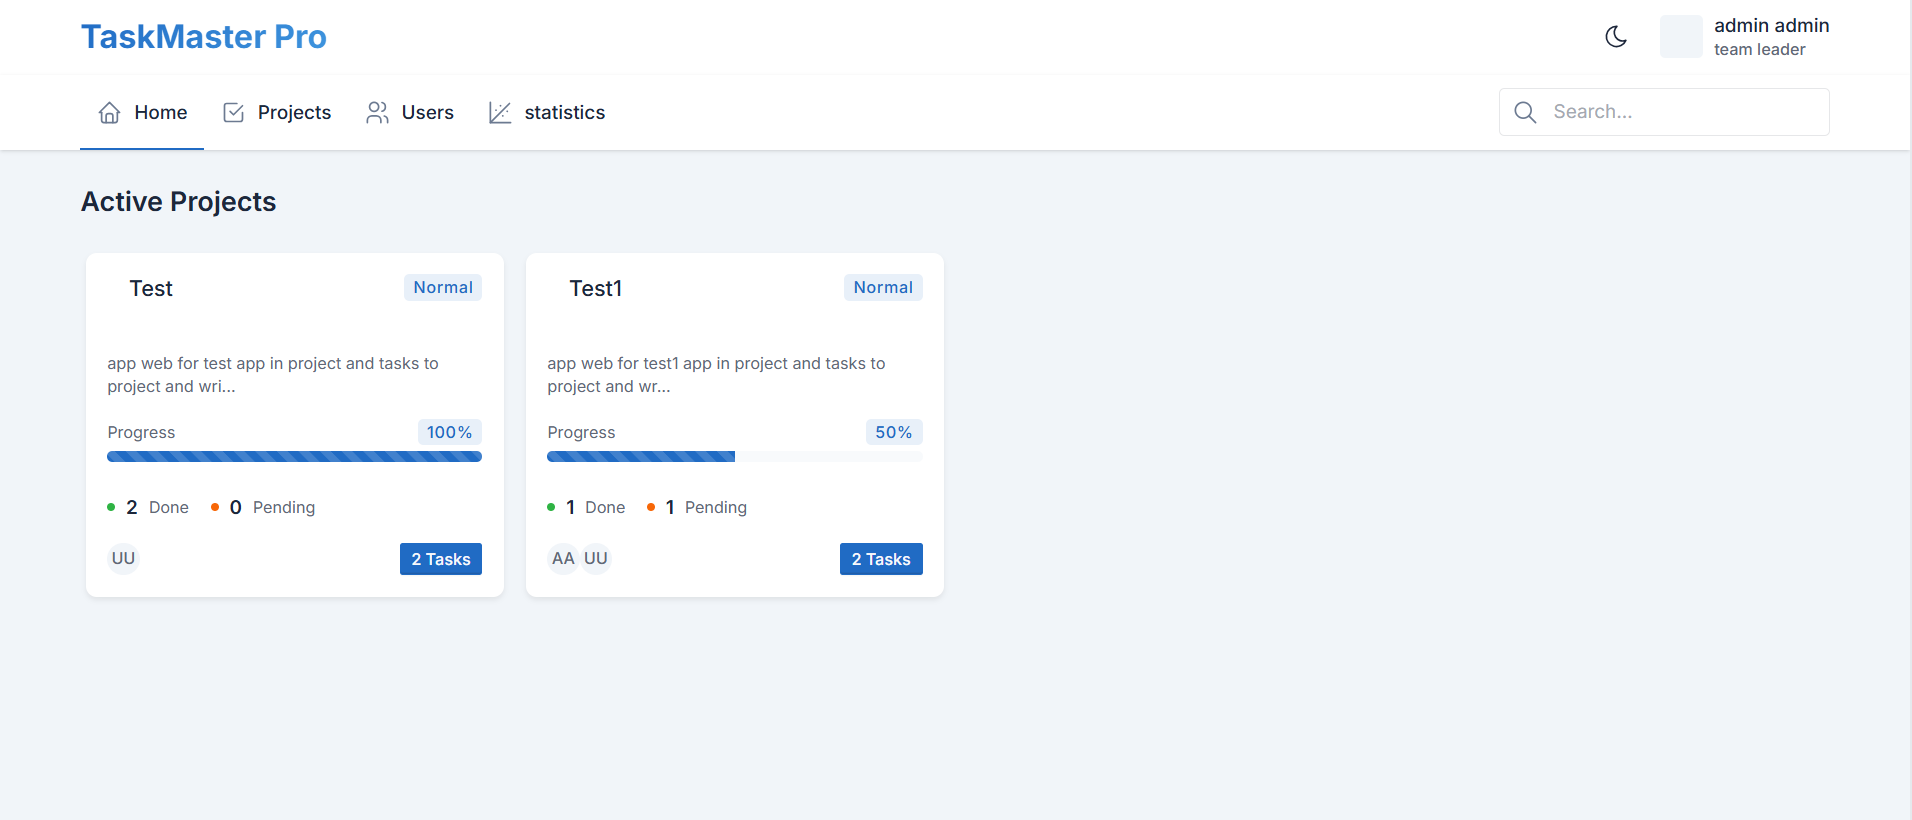 TaskMaster Pro
admin admin
team leader
Home Projects Users statistics
Search...
Active Projects
Test Normal
app web for test app in project and tasks to
project and wri...
Progress 100%
2 Done 0 Pending
UU 2 Tasks
Test1 Normal
app web for test1 app in project and tasks to
project and wr...
Progress 50%
1 Done 1 Pending
AA UU 2 Tasks